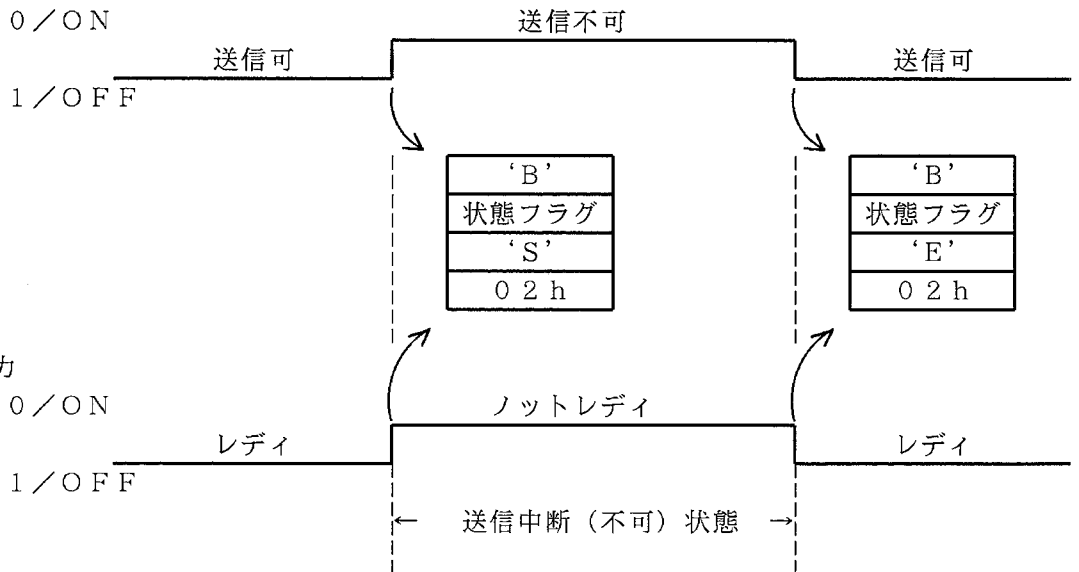 0／ON
送信不可
送信可
送信可
1／OFF
‘B’
‘B’
状態フラグ
状態フラグ
‘S’
‘E’
02h
02h
力
0／ON
ノットレディ
レディ
レディ
1／OFF
← 送信中断（不可）状態 →